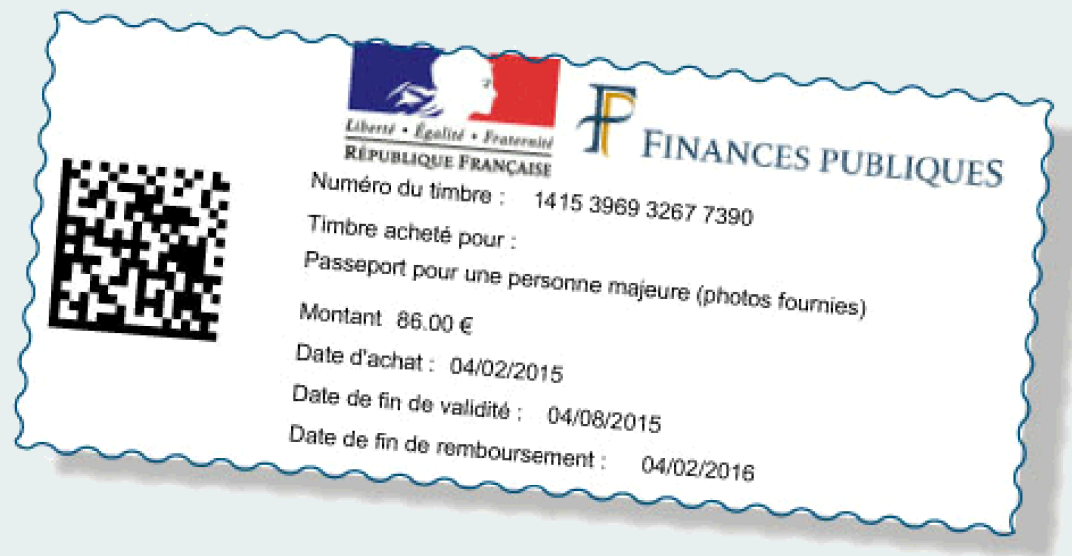 Liberté • Égalité • Fraternité
RÉPUBLIQUE FRANÇAISE
FP
FINANCES PUBLIQUES
Numéro du timbre : 1415 3969 3267 7390
Timbre acheté pour :
Passeport pour une personne majeure (photos fournies)
Montant 86.00 €
Date d'achat : 04/02/2015
Date de fin de validité : 04/08/2015
Date de fin de remboursement : 04/02/2016